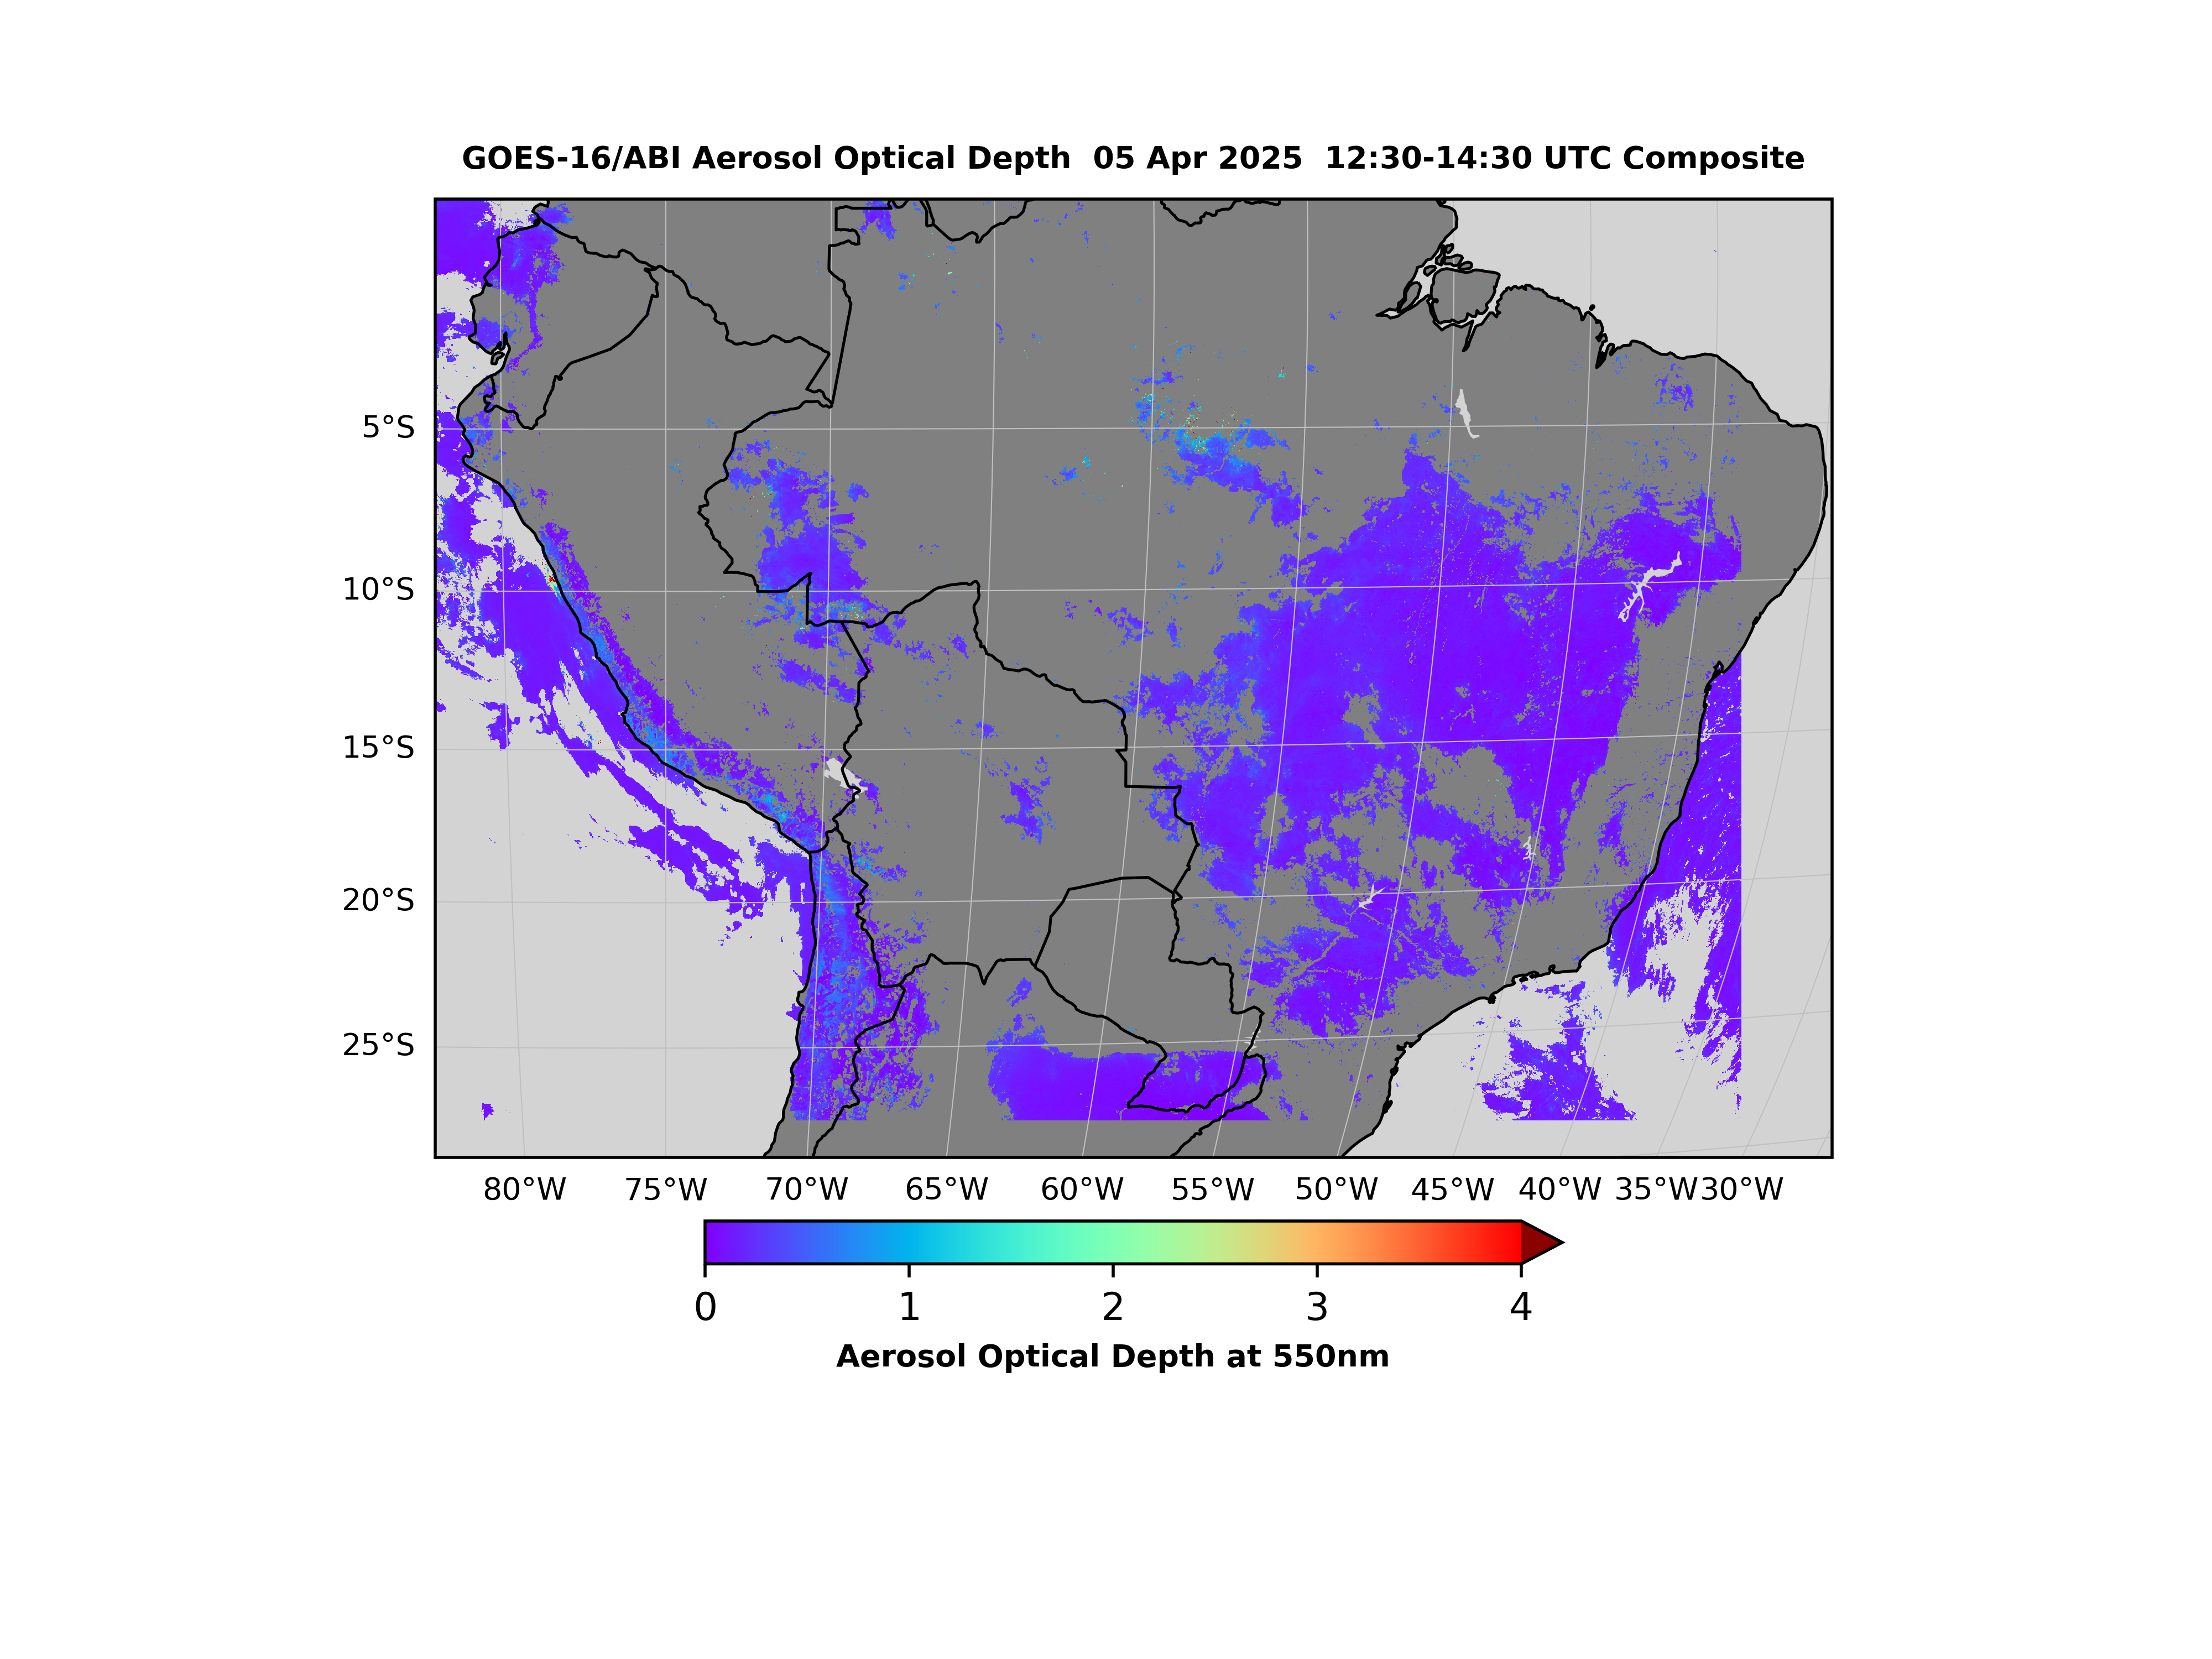 GOES-16/ABI Aerosol Optical Depth  05 Apr 2025  12:30-14:30 UTC Composite
5°S
10°S
15°S
20°S
25°S
80°W 75°W 70°W 65°W 60°W 55°W 50°W 45°W 40°W 35°W 30°W
0 1 2 3 4
Aerosol Optical Depth at 550nm